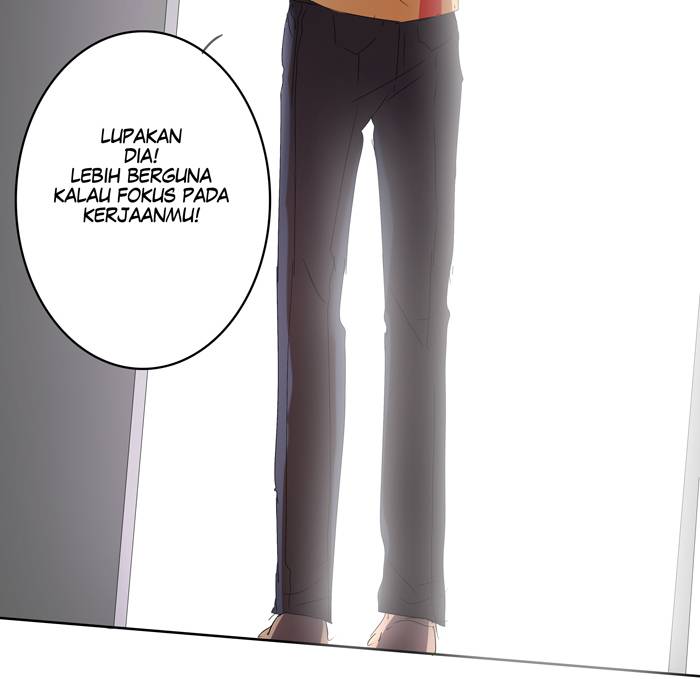 LUPAKAN
DIA!
LEBIH BERGUNA
KALAU FOKUS PADA
KERJAANMU!